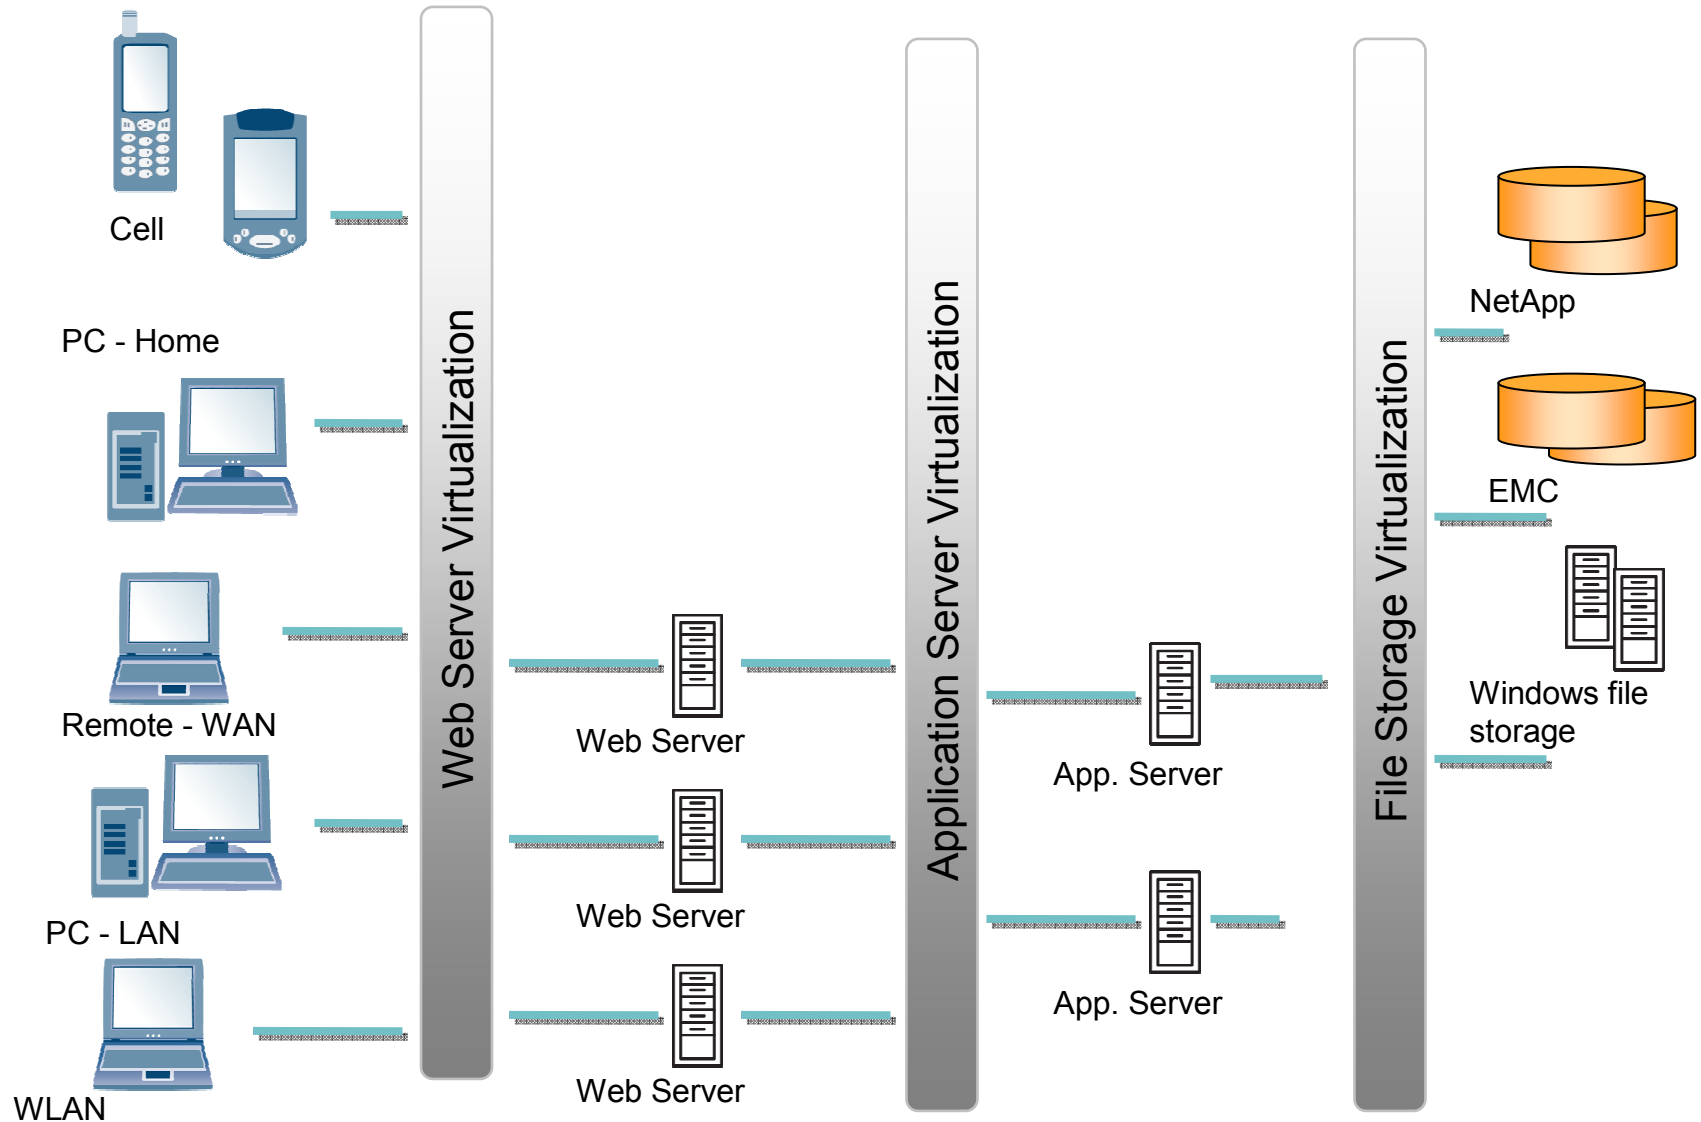 Cell
PC - Home
Remote - WAN
PC - LAN
WLAN
Web Server Virtualization
Web Server
Web Server
Web Server
Application Server Virtualization
App. Server
App. Server
File Storage Virtualization
NetApp
EMC
Windows file
storage